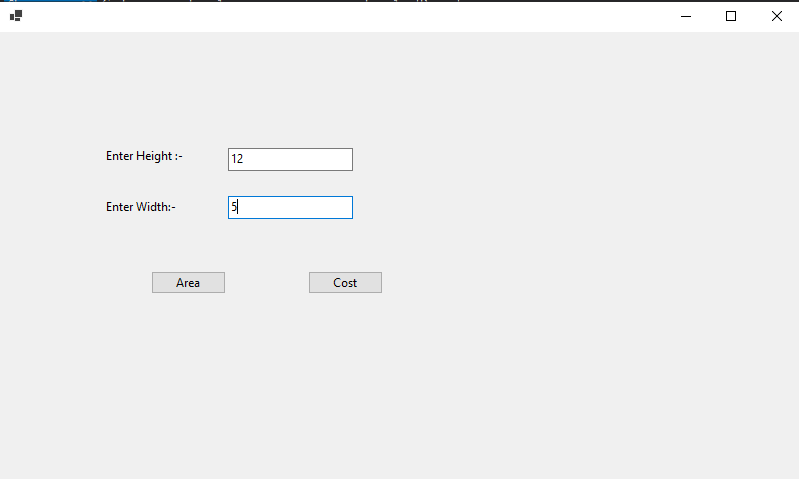 Enter Height :- 12
Enter Width:- 5
Area Cost